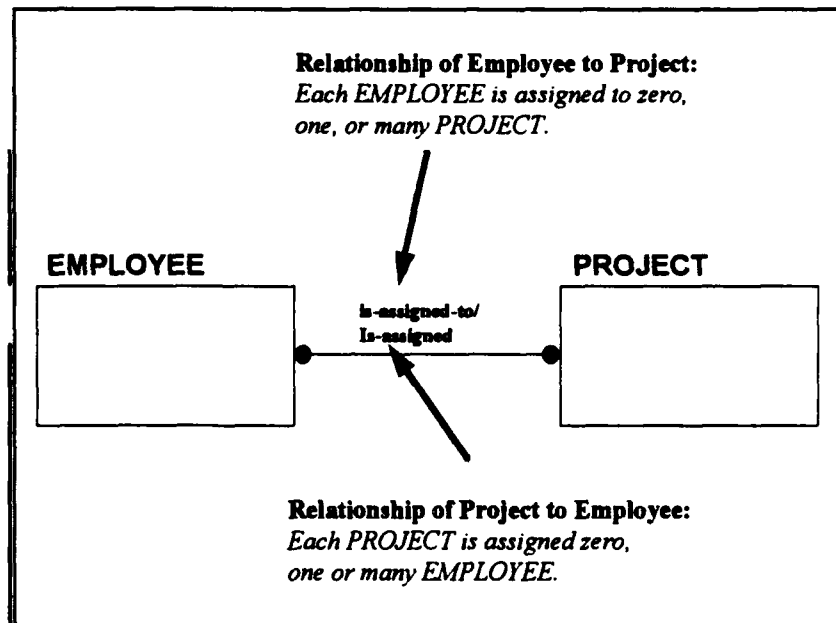 Relationship of Employee to Project:
Each EMPLOYEE is assigned to zero,
one, or many PROJECT.
EMPLOYEE
PROJECT
is-assigned-to/
Is-assigned
Relationship of Project to Employee:
Each PROJECT is assigned zero,
one or many EMPLOYEE.